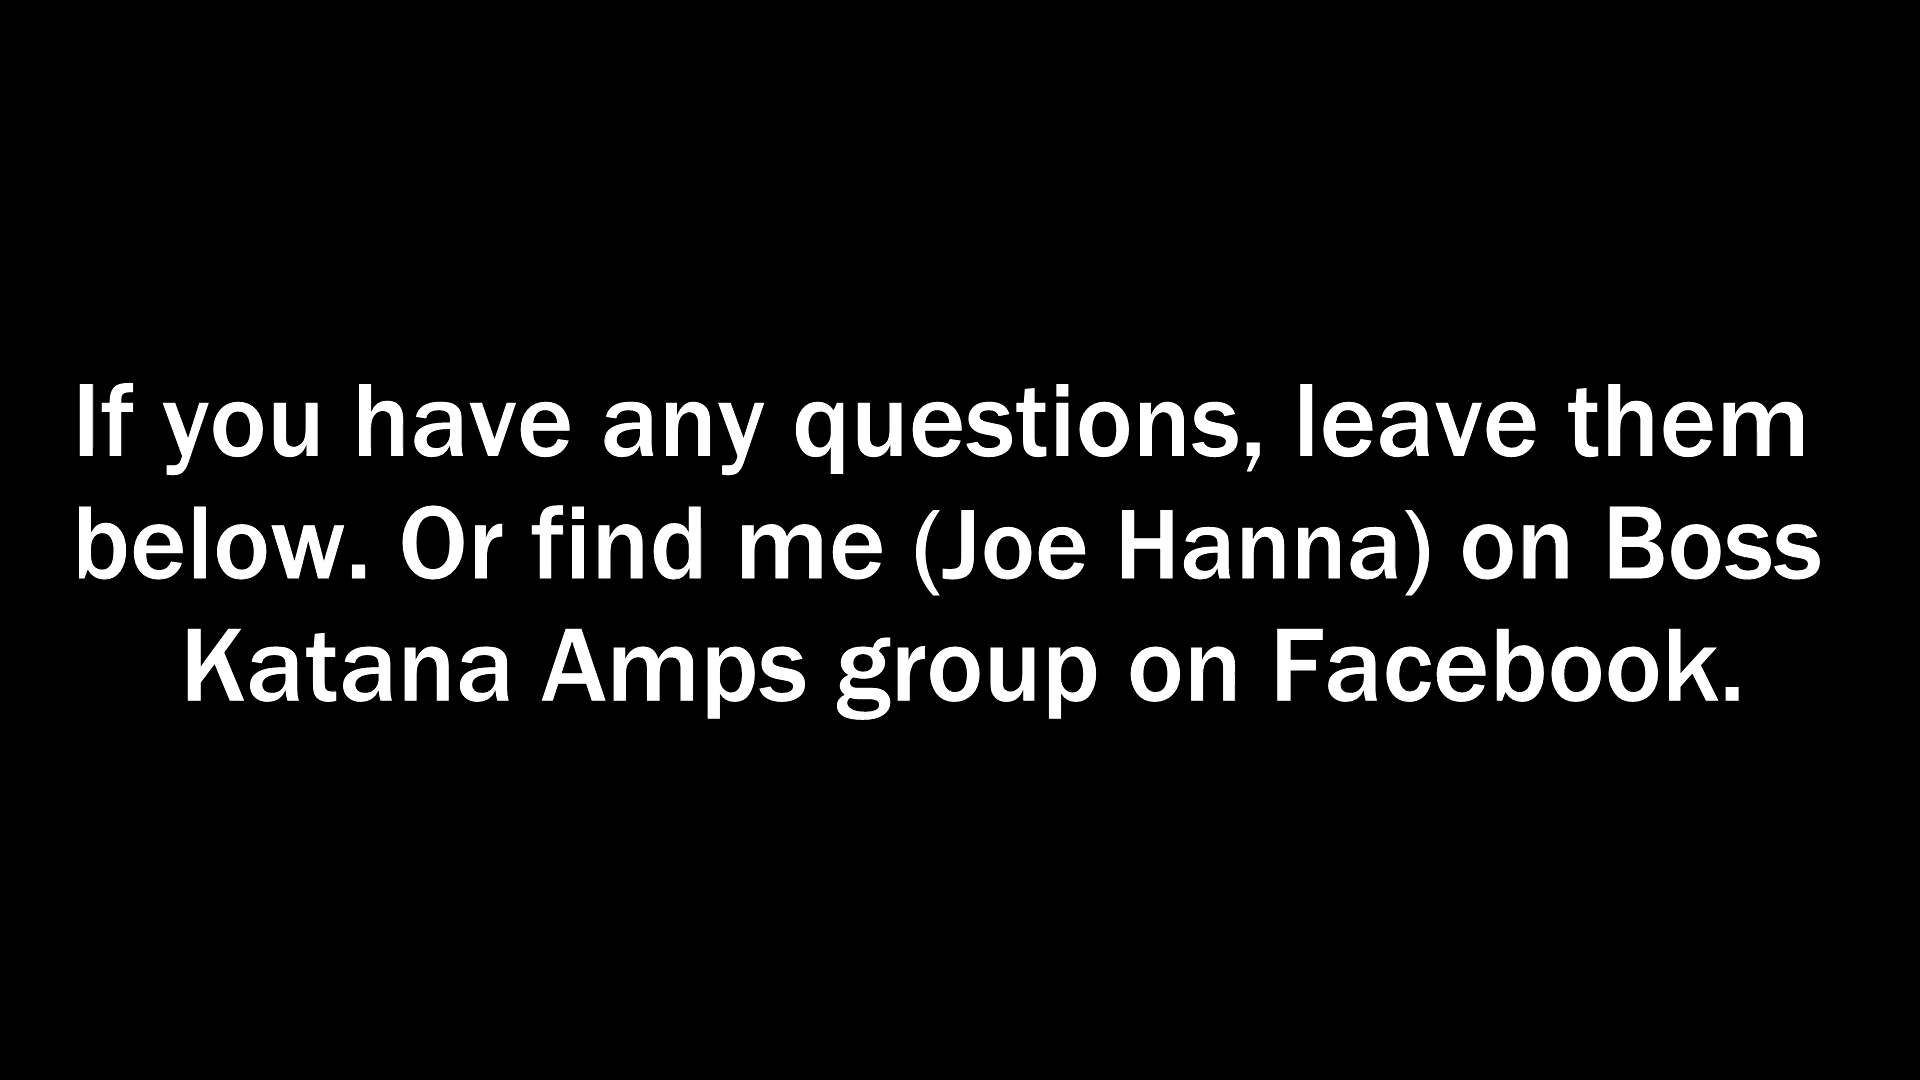 If you have any questions, leave them
below. Or find me (Joe Hanna) on Boss
Katana Amps group on Facebook.